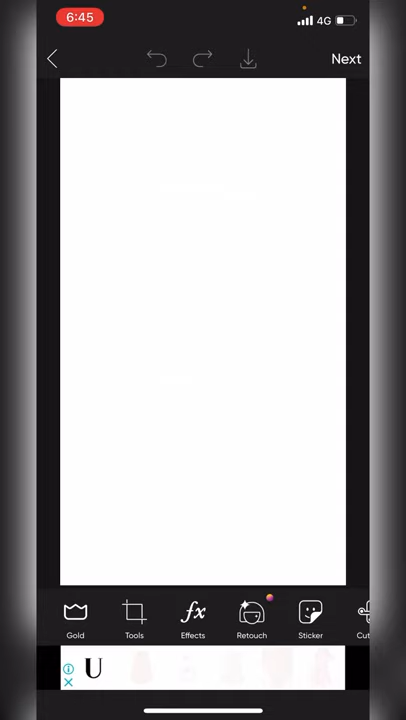 6:45
4G
Next
Gold
Tools
fx
Effects
Retouch
Sticker
Cut
U